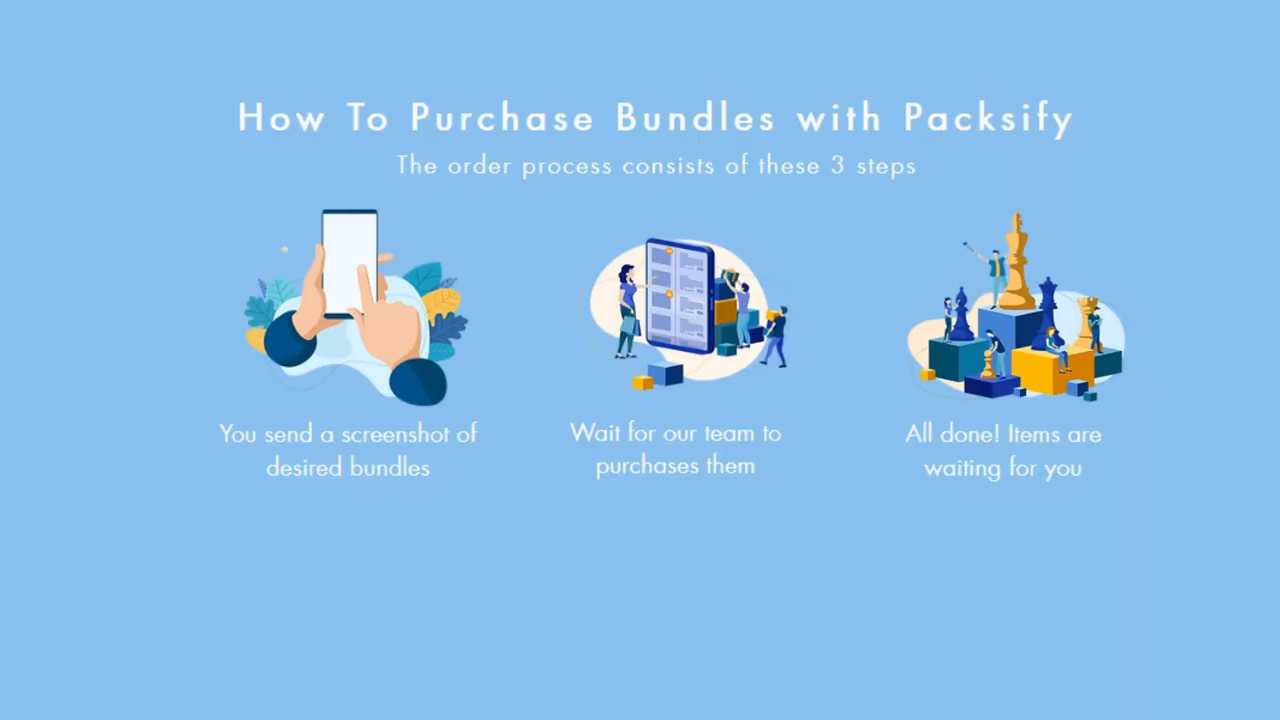 How To Purchase Bundles with Packsify
The order process consists of these 3 steps
You send a screenshot of
desired bundles
Wait for our team to
purchases them
All done! Items are
waiting for you